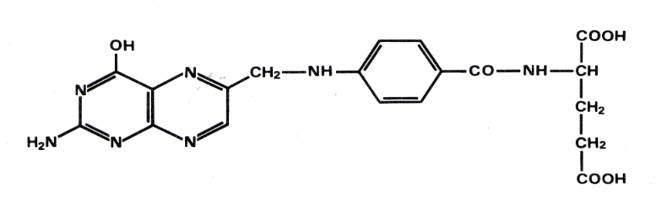 COOH
OH
N N CH₂ NH CO NH CH
N
CH₂
H₂N N N CH₂
COOH